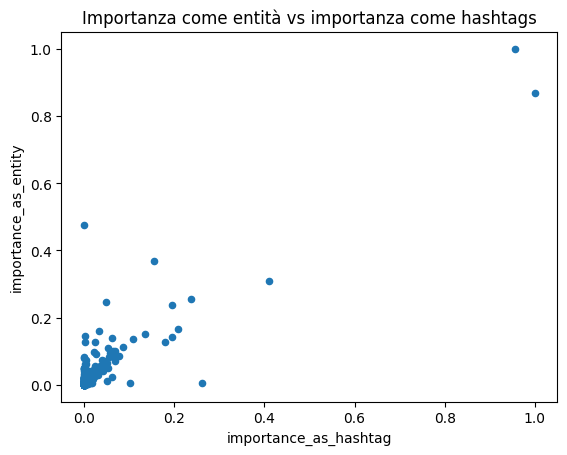 Importanza come entità vs importanza come hashtags
importance_as_entity
1.0
0.8
0.6
0.4
0.2
0.0
0.0 0.2 0.4 0.6 0.8 1.0
importance_as_hashtag